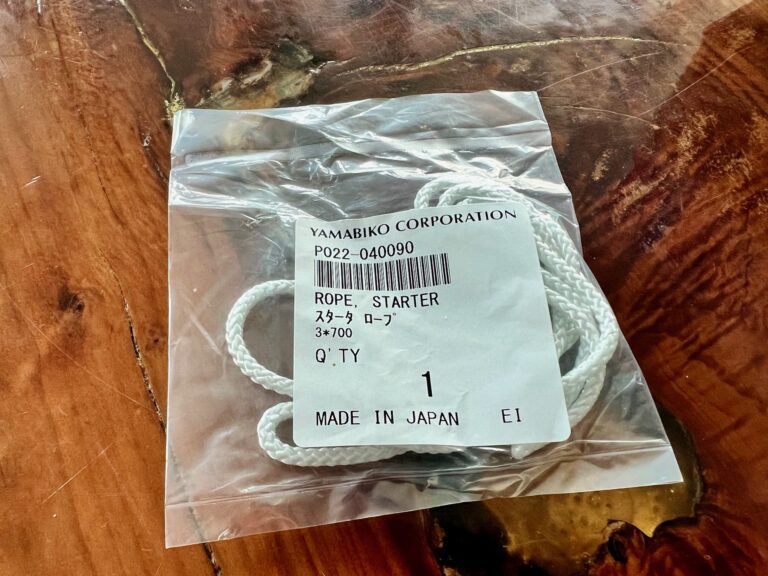 YAMABIKO CORPORATION
P022-040090
ROPE, STARTER
ｽﾀｰﾀ ﾛｰﾌﾟ
3*700
Q'TY
1
MADE IN JAPAN EI